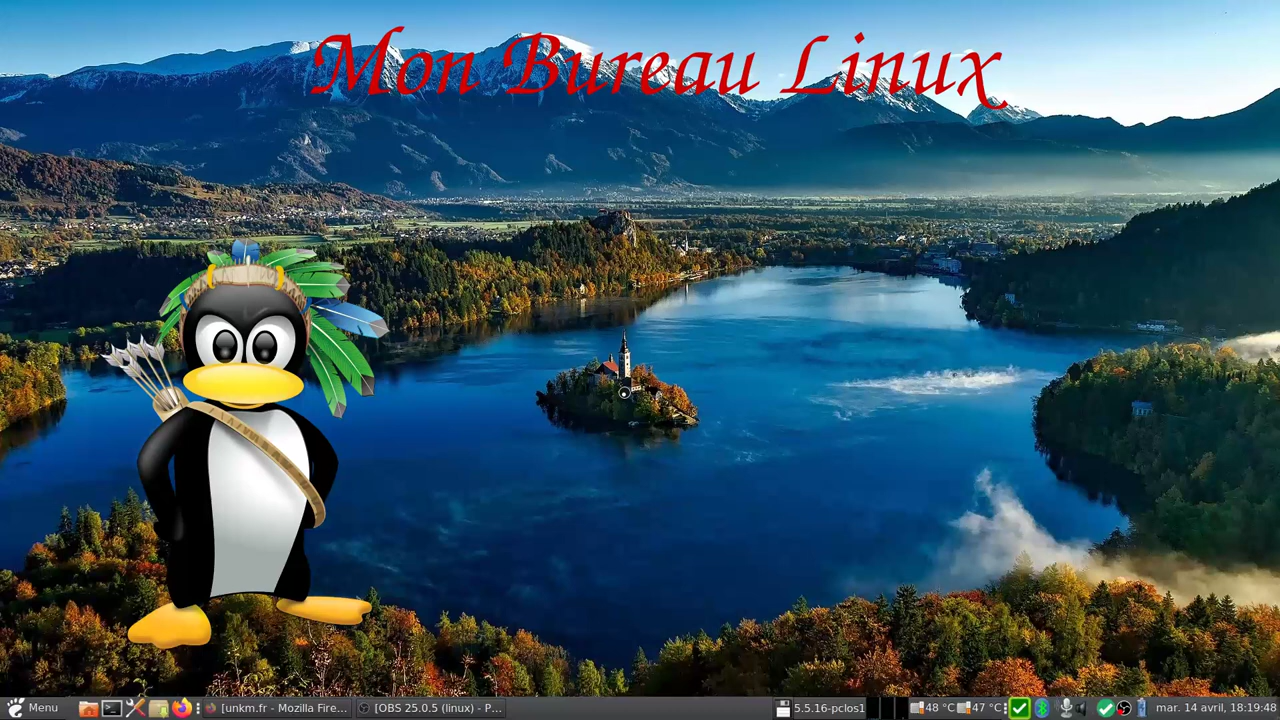 Mon Bureau Linux
Menu
[unkm.fr - Mozilla Fire...
[OBS 25.0.5 (linux) - P...
5.5.16-pclos1
48 °C
47 °C
mar. 14 avril, 18:19:48